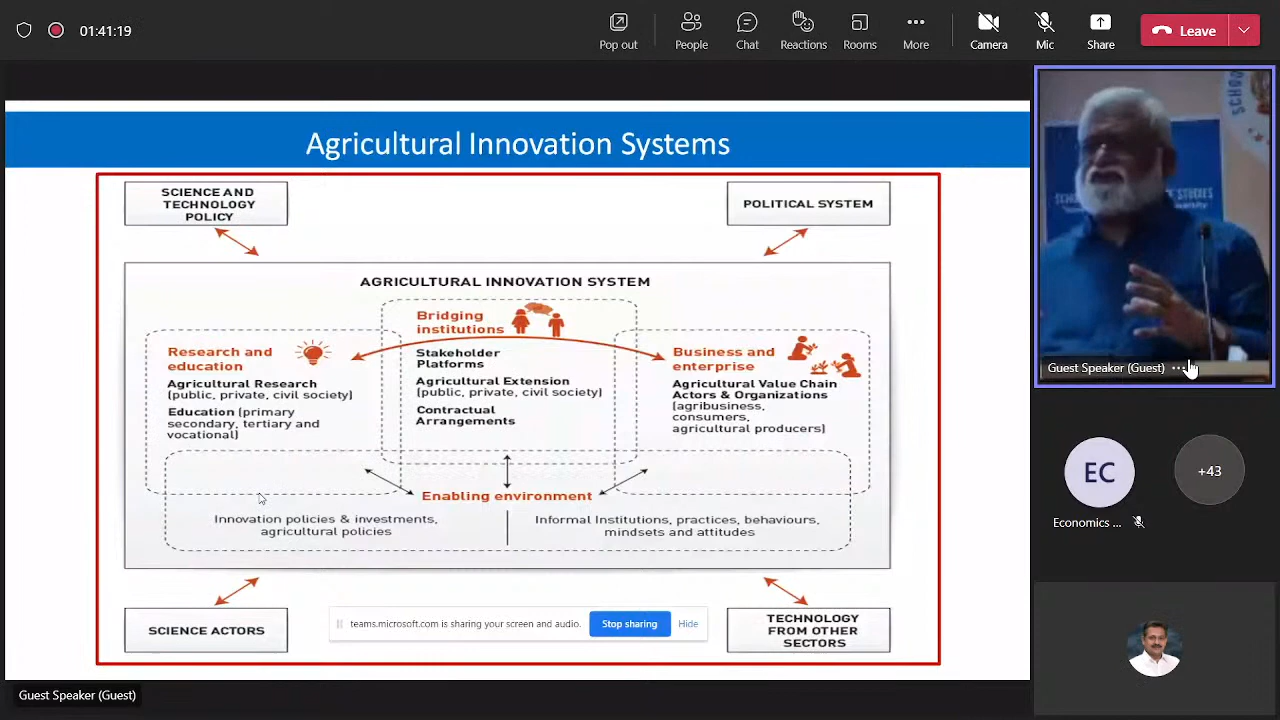 01:41:19
Pop out
People
Chat
Reactions
Rooms
More
Camera
Mic
Share
Leave
Agricultural Innovation Systems
SCIENCE AND
TECHNOLOGY
POLICY
POLITICAL SYSTEM
AGRICULTURAL INNOVATION SYSTEM
Bridging
institutions
Stakeholder
Platforms
Agricultural Extension
(public, private, civil society)
Contractual
Arrangements
Research and
education
Agricultural Research
(public, private, civil society)
Education (primary
secondary, tertiary and
vocational)
Business and
enterprise
Agricultural Value Chain
Actors & Organizations
(agribusiness,
consumers,
agricultural producers)
Enabling environment
Innovation policies & investments,
agricultural policies
Informal Institutions, practices, behaviours,
mindsets and attitudes
SCIENCE ACTORS
TECHNOLOGY
FROM OTHER
SECTORS
teams.microsoft.com is sharing your screen and audio.
Stop sharing
Hide
Guest Speaker (Guest)
SCHOO
STUDIES
Guest Speaker (Guest)
EC
Economics ...
+43